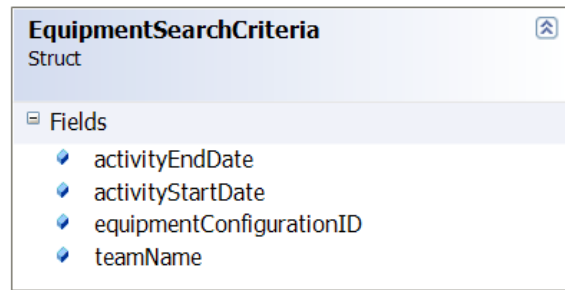 EquipmentSearchCriteria
Struct
Fields
activityEndDate
activityStartDate
equipmentConfigurationID
teamName